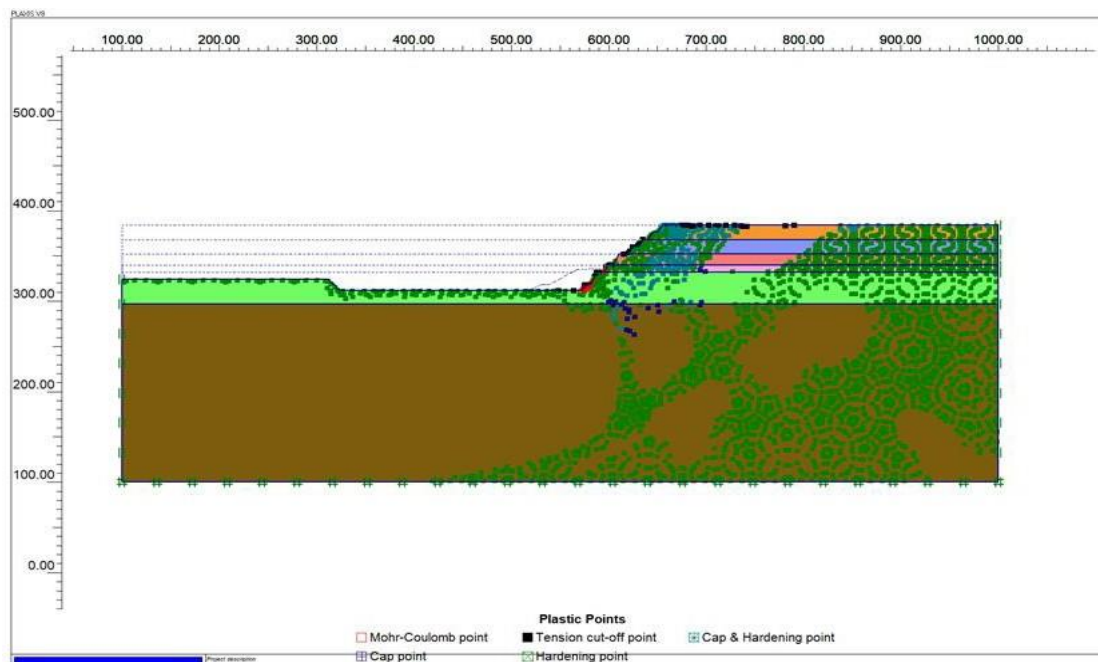 PLAXIS V8
100.00 200.00 300.00 400.00 500.00 600.00 700.00 800.00 900.00 1000.00
500.00
400.00
300.00
200.00
100.00
0.00
Plastic Points
Mohr-Coulomb point Tension cut-off point Cap & Hardening point
Cap point Hardening point
Project description